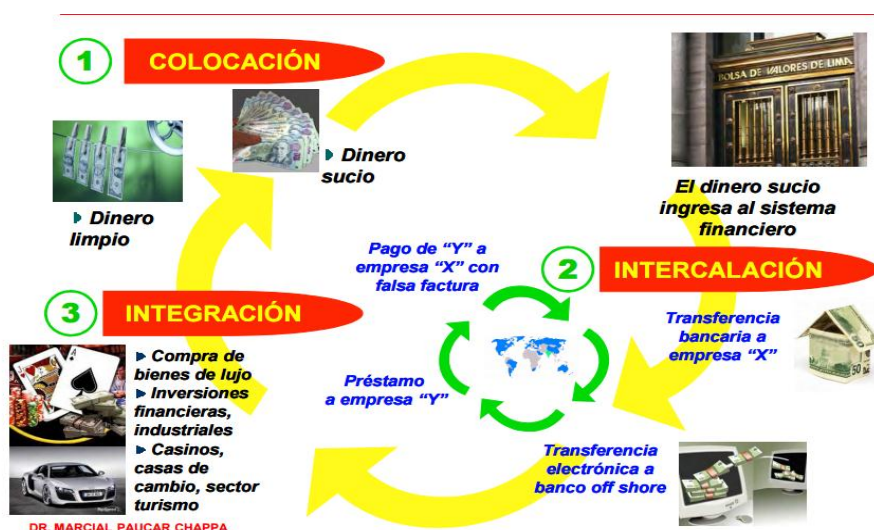 1 COLOCACIÓN
BOLSA DE VALORES DE LIMA
Dinero
sucio
Dinero
limpio
El dinero sucio
ingresa al sistema
financiero
Pago de “Y” a
empresa “X” con
falsa factura
2 INTERCALACIÓN
3 INTEGRACIÓN
Transferencia
bancaria a
empresa “X”
Compra de
bienes de lujo
Inversiones
financieras,
industriales
Casinos,
casas de
cambio, sector
turismo
Préstamo
a empresa “Y”
Transferencia
electrónica a
banco off shore
50
DR. MARCIAL PAUCAR CHAPPA